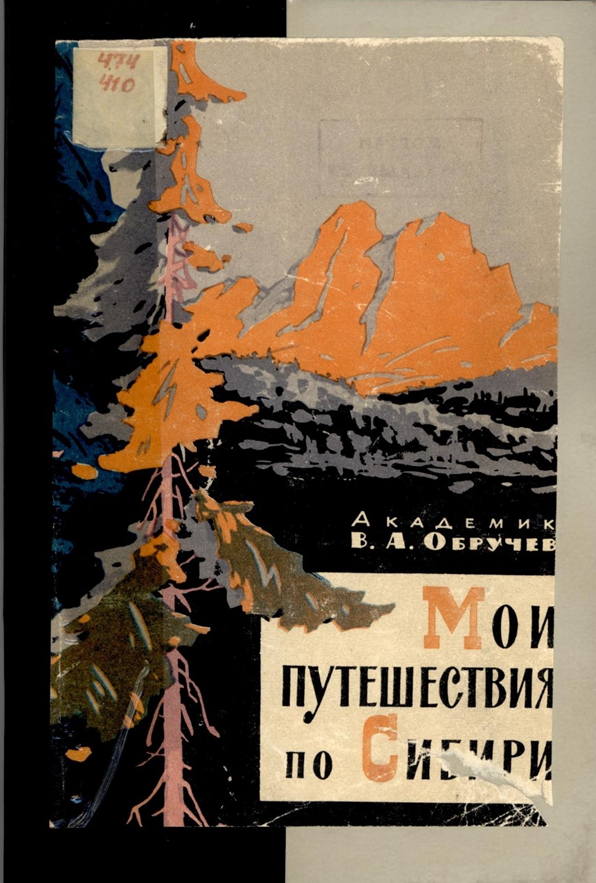 474
410
Академик
В. А. Обручев
Мои
путешествия
по Сибири